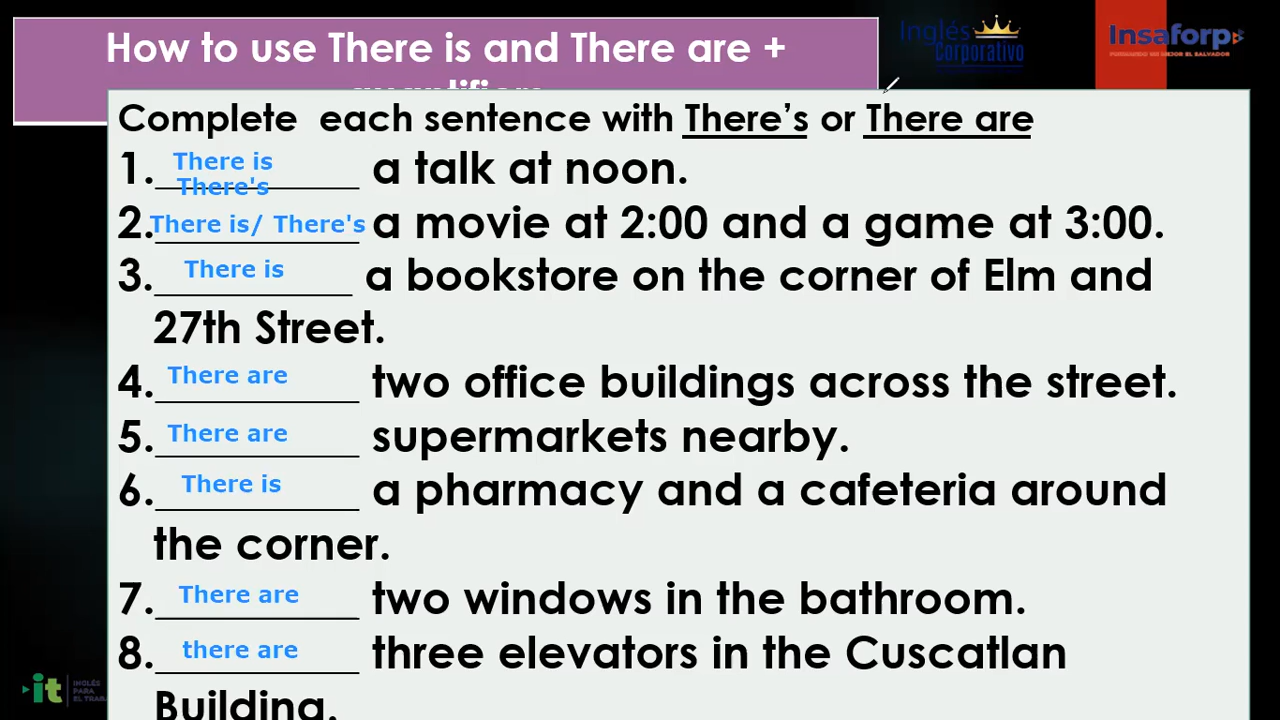 How to use There is and There are +
Inglés
Corporativo
Insaforp
Complete each sentence with There's or There are
1. There is
There's
a talk at noon.
2. There is/ There's a movie at 2:00 and a game at 3:00.
3. There is a bookstore on the corner of Elm and
27th Street.
4. There are two office buildings across the street.
5. There are supermarkets nearby.
6. There is a pharmacy and a cafeteria around
the corner.
7. There are two windows in the bathroom.
8. there are three elevators in the Cuscatlan
Building.
it
INGLÉS
PARA